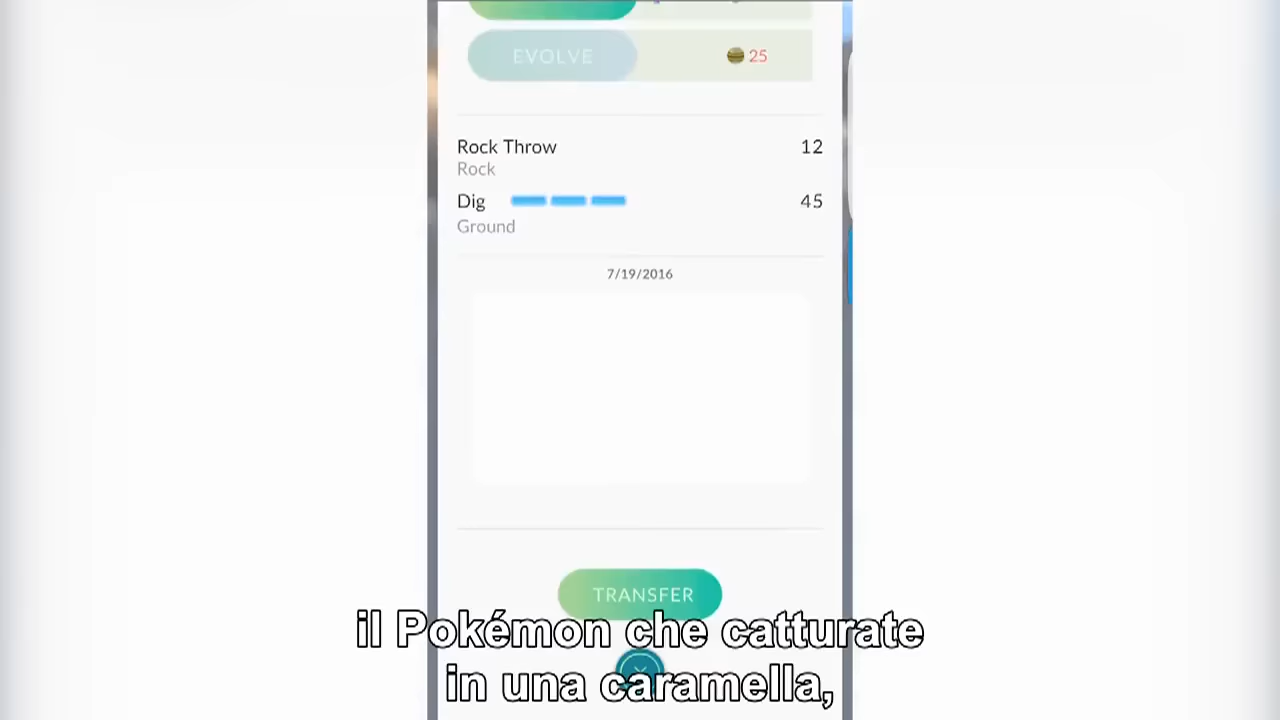 EVOLVE 25
Rock Throw 12
Rock
Dig 45
Ground
7/19/2016
TRANSFER
il Pokémon che catturate
in una caramella,